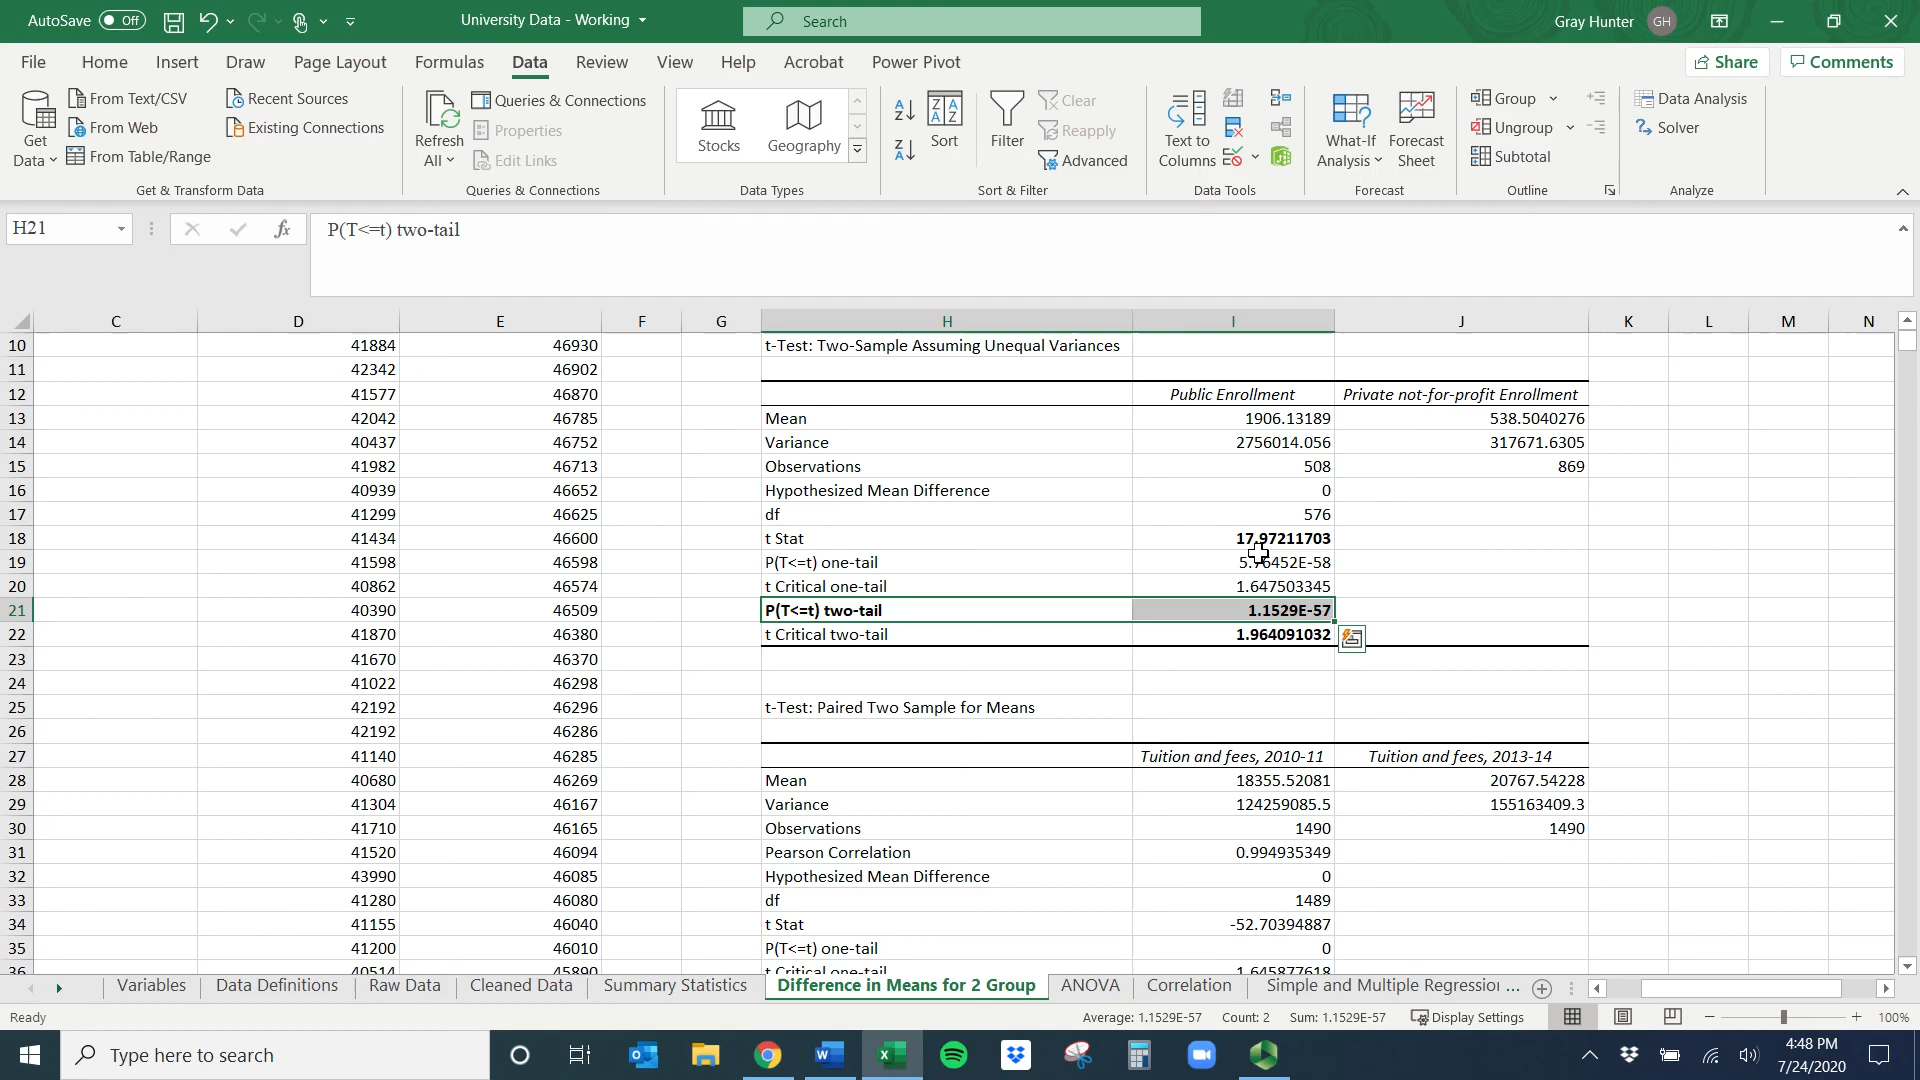 AutoSave Off University Data - Working Search Gray Hunter GH
File Home Insert Draw Page Layout Formulas Data Review View Help Acrobat Power Pivot Share Comments
Get Data From Text/CSV From Web From Table/Range Recent Sources Existing Connections
Refresh All Queries & Connections Properties Edit Links
Stocks Geography
Sort Filter Clear Reapply Advanced
Text to Columns
What-If Analysis Forecast Sheet
Group Ungroup Subtotal
Data Analysis Solver
Get & Transform Data Queries & Connections Data Types Sort & Filter Data Tools Forecast Outline Analyze
H21 fx P(T<=t) two-tail
C D E F G H I J K L M N
10 41884 46930 t-Test: Two-Sample Assuming Unequal Variances
11 42342 46902
12 41577 46870 Public Enrollment Private not-for-profit Enrollment
13 42042 46785 Mean 1906.13189 538.5040276
14 40437 46752 Variance 2756014.056 317671.6305
15 41982 46713 Observations 508 869
16 40939 46652 Hypothesized Mean Difference 0
17 41299 46625 df 576
18 41434 46600 t Stat 17.97211703
19 41598 46598 P(T<=t) one-tail
20 40862 46574 t Critical one-tail 1.647503345
21 40390 46509 P(T<=t) two-tail 1.1529E-57
22 41870 46380 t Critical two-tail 1.964091032
23 41670 46370
24 41022 46298
25 42192 46296 t-Test: Paired Two Sample for Means
26 42192 46286
27 41140 46285 Tuition and fees, 2010-11 Tuition and fees, 2013-14
28 40680 46269 Mean 18355.52081 20767.54228
29 41304 46167 Variance 124259085.5 155163409.3
30 41710 46165 Observations 1490 1490
31 41520 46094 Pearson Correlation 0.994935349
32 43990 46085 Hypothesized Mean Difference 0
33 41280 46080 df 1489
34 41155 46040 t Stat -52.70394887
35 41200 46010 P(T<=t) one-tail 0
36 40514 45890 t Critical one-tail 1.645877618
Variables Data Definitions Raw Data Cleaned Data Summary Statistics Difference in Means for 2 Group ANOVA Correlation Simple and Multiple Regression ...
Ready Average: 1.1529E-57 Count: 2 Sum: 1.1529E-57 Display Settings 100%
Type here to search 4:48 PM
7/24/2020